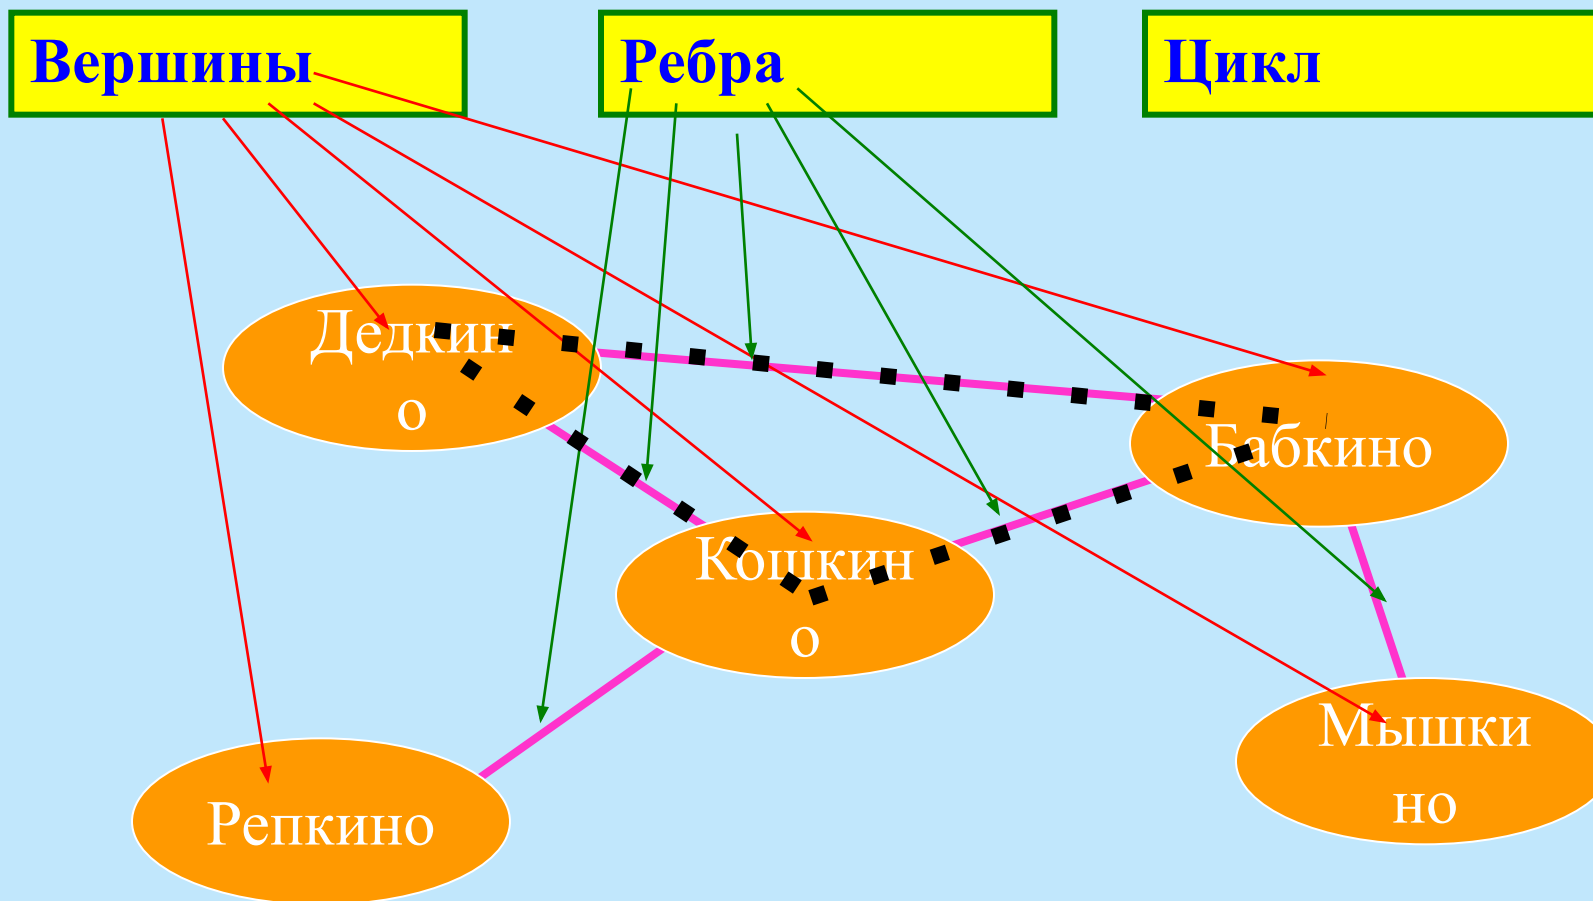 Вершины
Ребра
Цикл
Дедкин
о
Бабкино
Кошкин
о
Мышки
но
Репкино